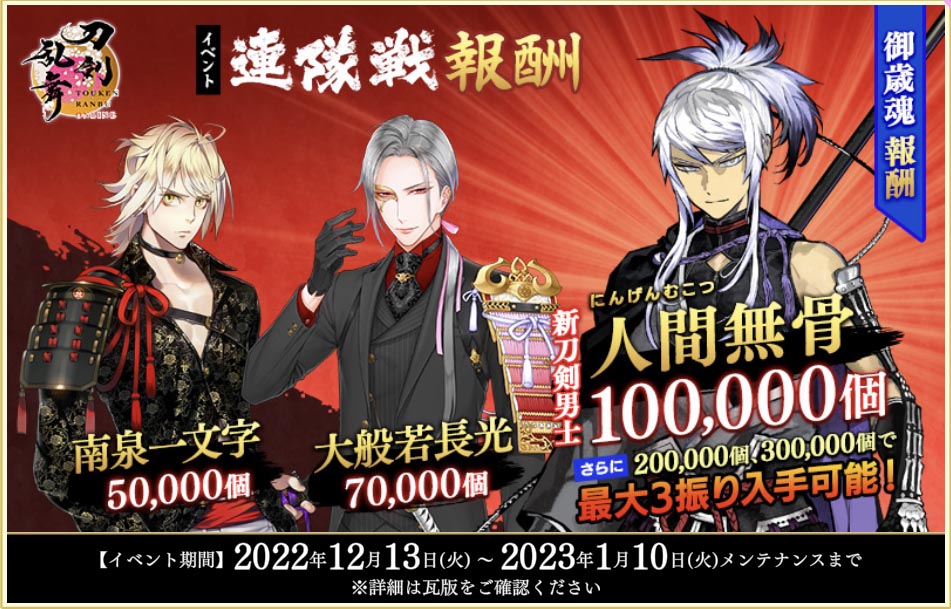 刀剣乱舞
TOUKEN
RANBU
ONLINE
イベント
連隊戦報酬
御歳魂 報酬
南泉一文字
50,000個
大般若長光
70,000個
新刀剣男士
にんげんむこつ
人間無骨
100,000個
さらに 200,000個、300,000個で
最大3振り入手可能!
【イベント期間】2022年12月13日(火) ~ 2023年1月10日(火)メンテナンスまで
※詳細は瓦版をご確認ください